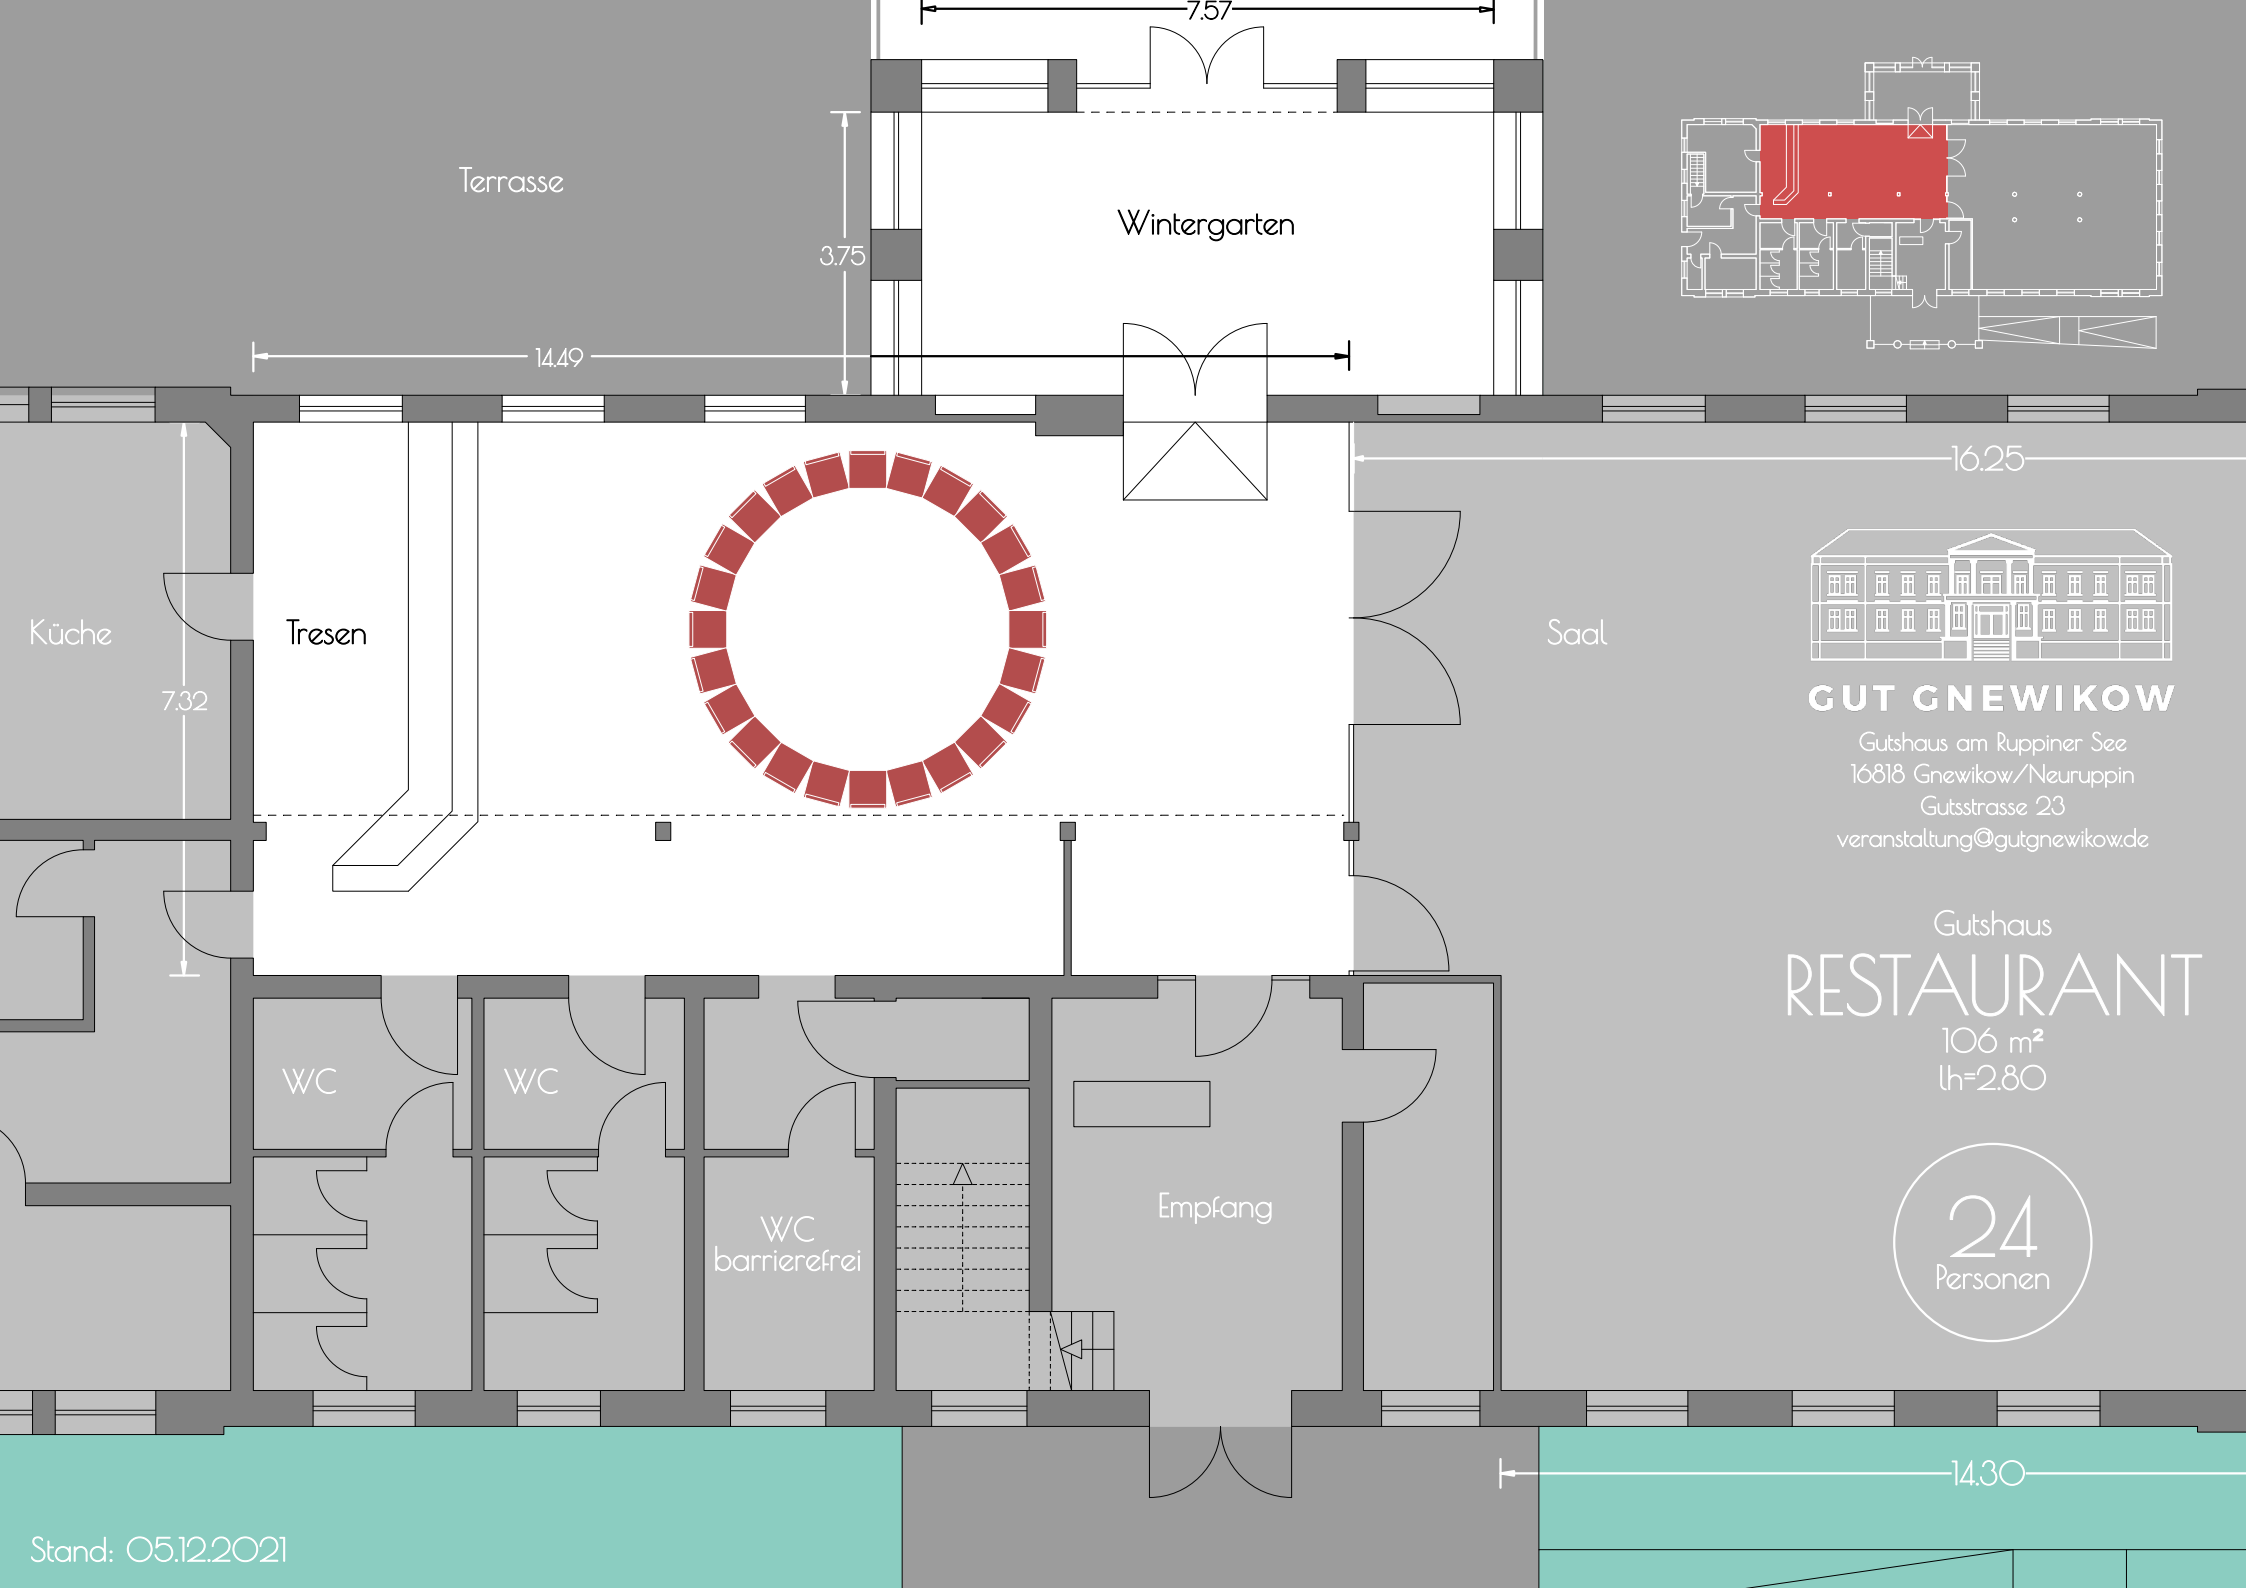 7.57
Terrasse
Wintergarten
3.75
14.49
16.25
Küche
Tresen
Saal
7.32
GUT GNEWIKOW
Gutshaus am Ruppiner See
16818 Gnewikow/Neuruppin
Gutsstrasse 23
veranstaltung@gutgnewikow.de
Gutshaus
RESTAURANT
106 m²
lh=2.80
WC
WC
WC
barrierefrei
Empfang
24
Personen
14.30
Stand: 05.12.2021